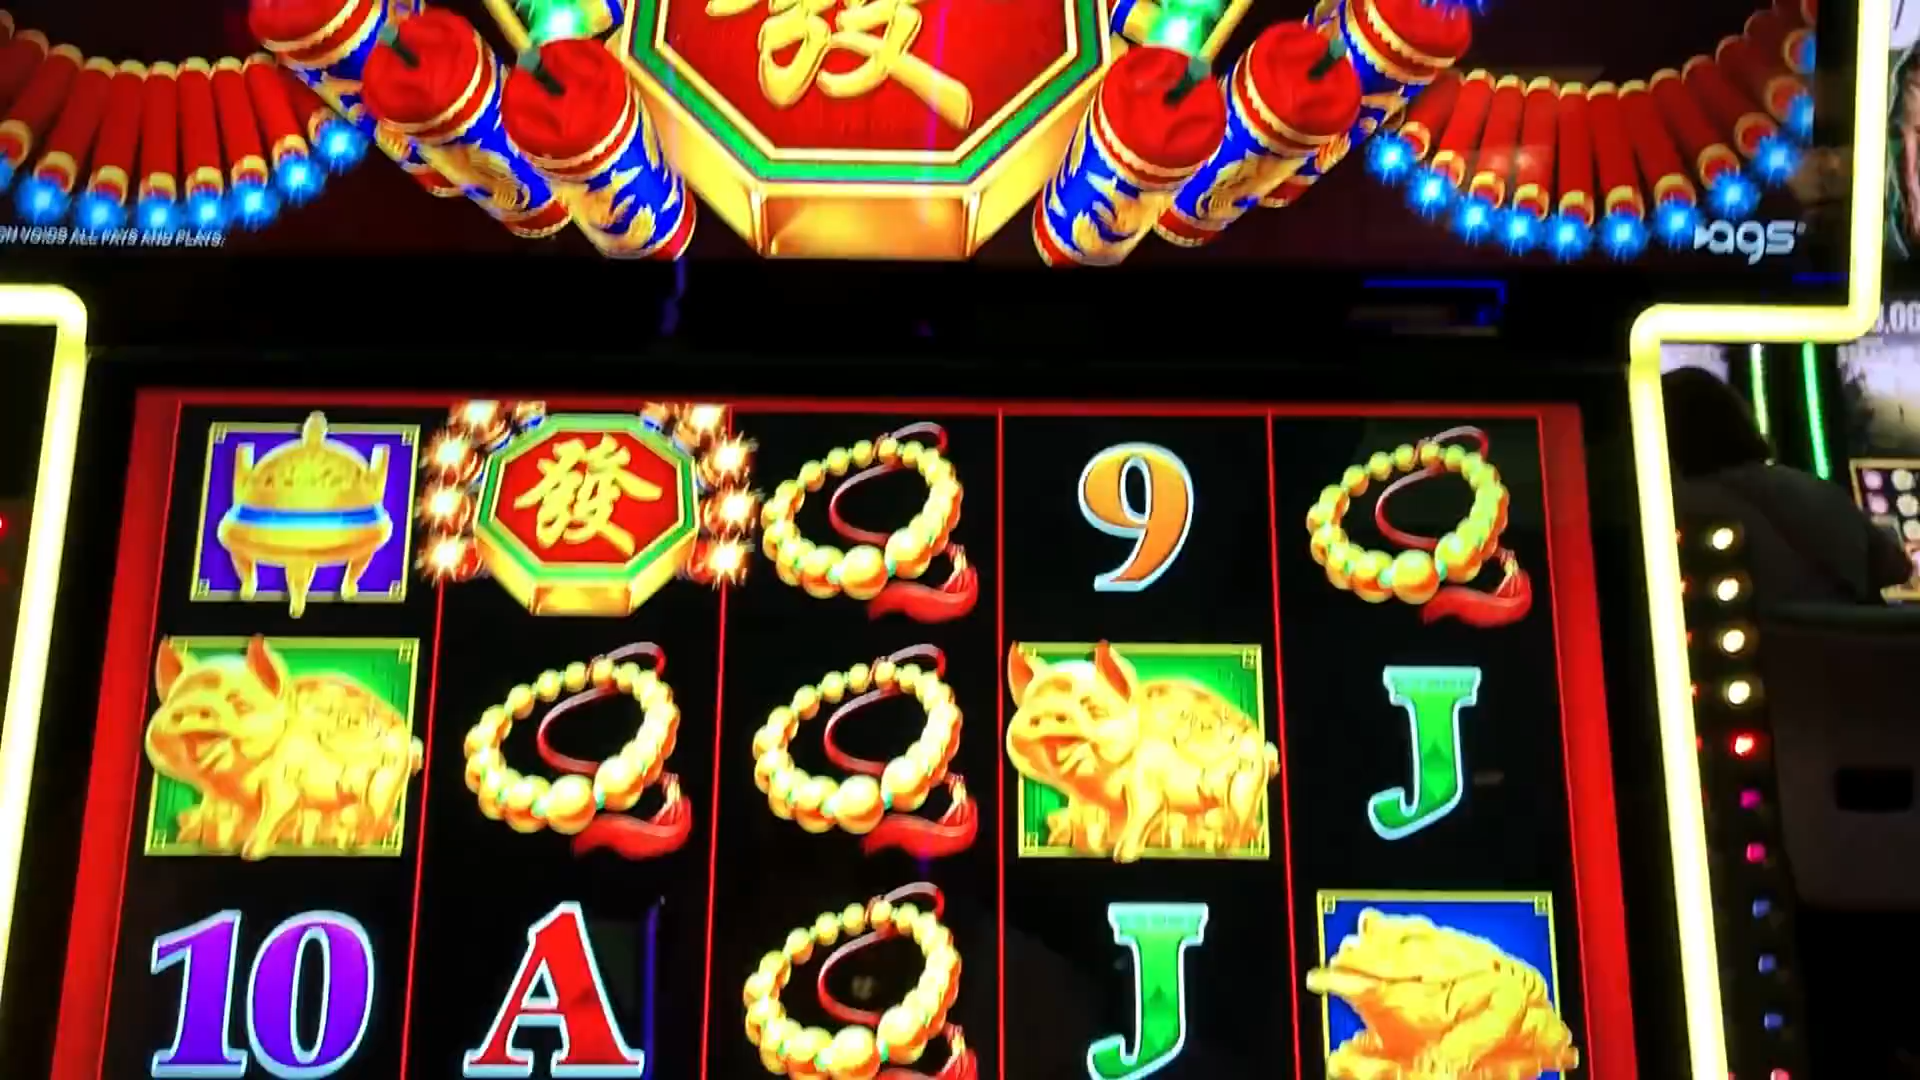 發
ON VOIDS ALL PAYS AND PLAYS.
ags
發
9
J
10 A J